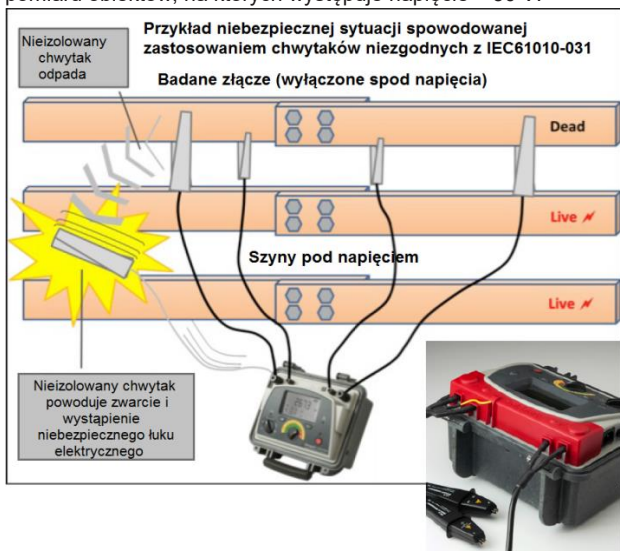 Przykład niebezpiecznej sytuacji spowodowanej
zastosowaniem chwytaków niezgodnych z IEC61010-031
Nieizolowany
chwytak
odpada
Badane złącze (wyłączone spod napięcia)
Dead
Live
Szyny pod napięciem
Live
Nieizolowany chwytak
powoduje zwarcie i
wystąpienie
niebezpiecznego łuku
elektrycznego